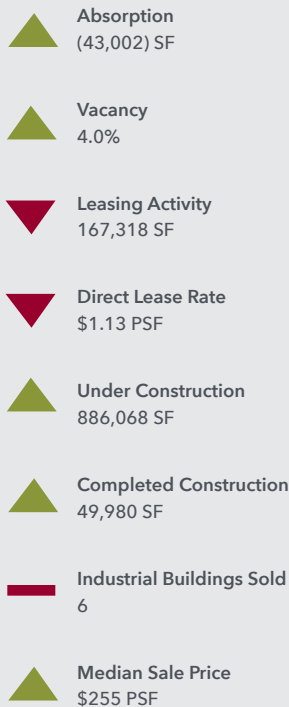 Absorption
(43,002) SF
Vacancy
4.0%
Leasing Activity
167,318 SF
Direct Lease Rate
$1.13 PSF
Under Construction
886,068 SF
Completed Construction
49,980 SF
Industrial Buildings Sold
6
Median Sale Price
$255 PSF